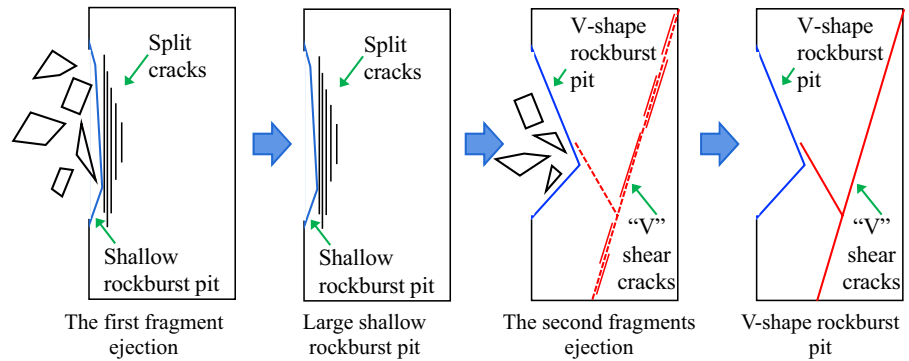 Split
cracks
Shallow
rockburst pit
The first fragment
ejection
Split
cracks
Shallow
rockburst pit
Large shallow
rockburst pit
V-shape
rockburst
pit
“V”
shear
cracks
The second fragments
ejection
V-shape
rockburst
pit
“V”
shear
cracks
V-shape rockburst
pit